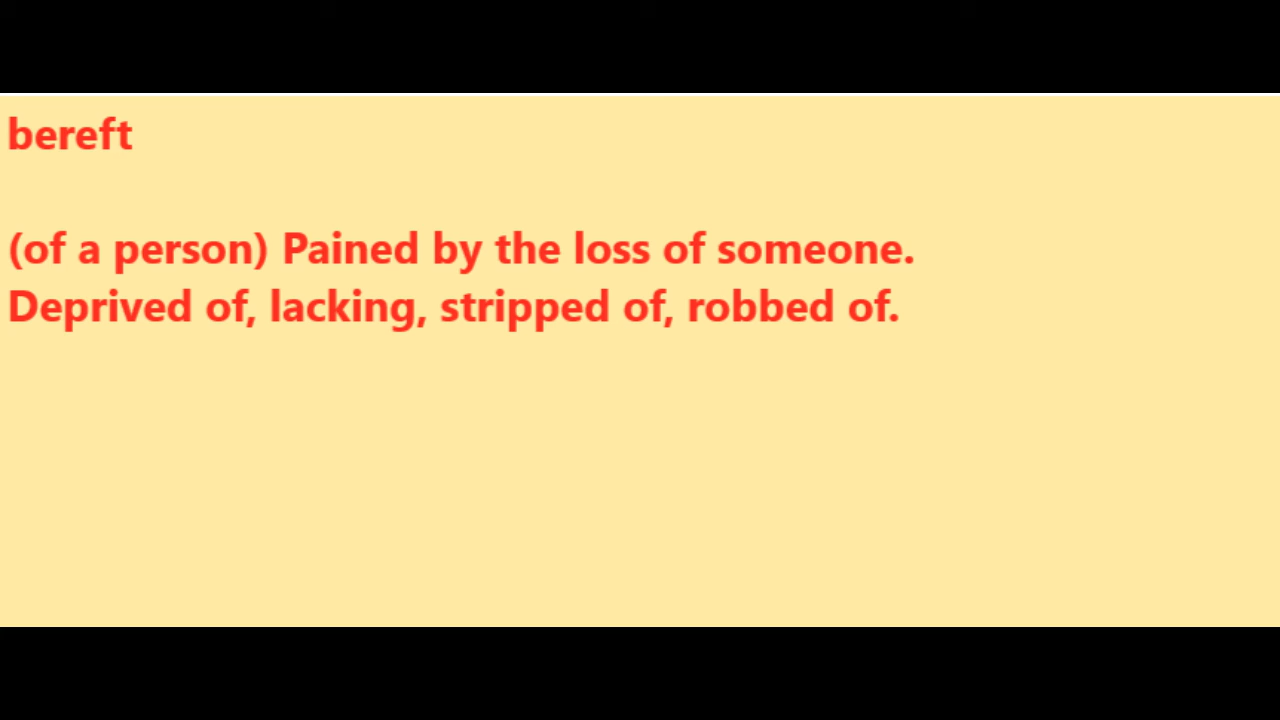 bereft
(of a person) Pained by the loss of someone.
Deprived of, lacking, stripped of, robbed of.